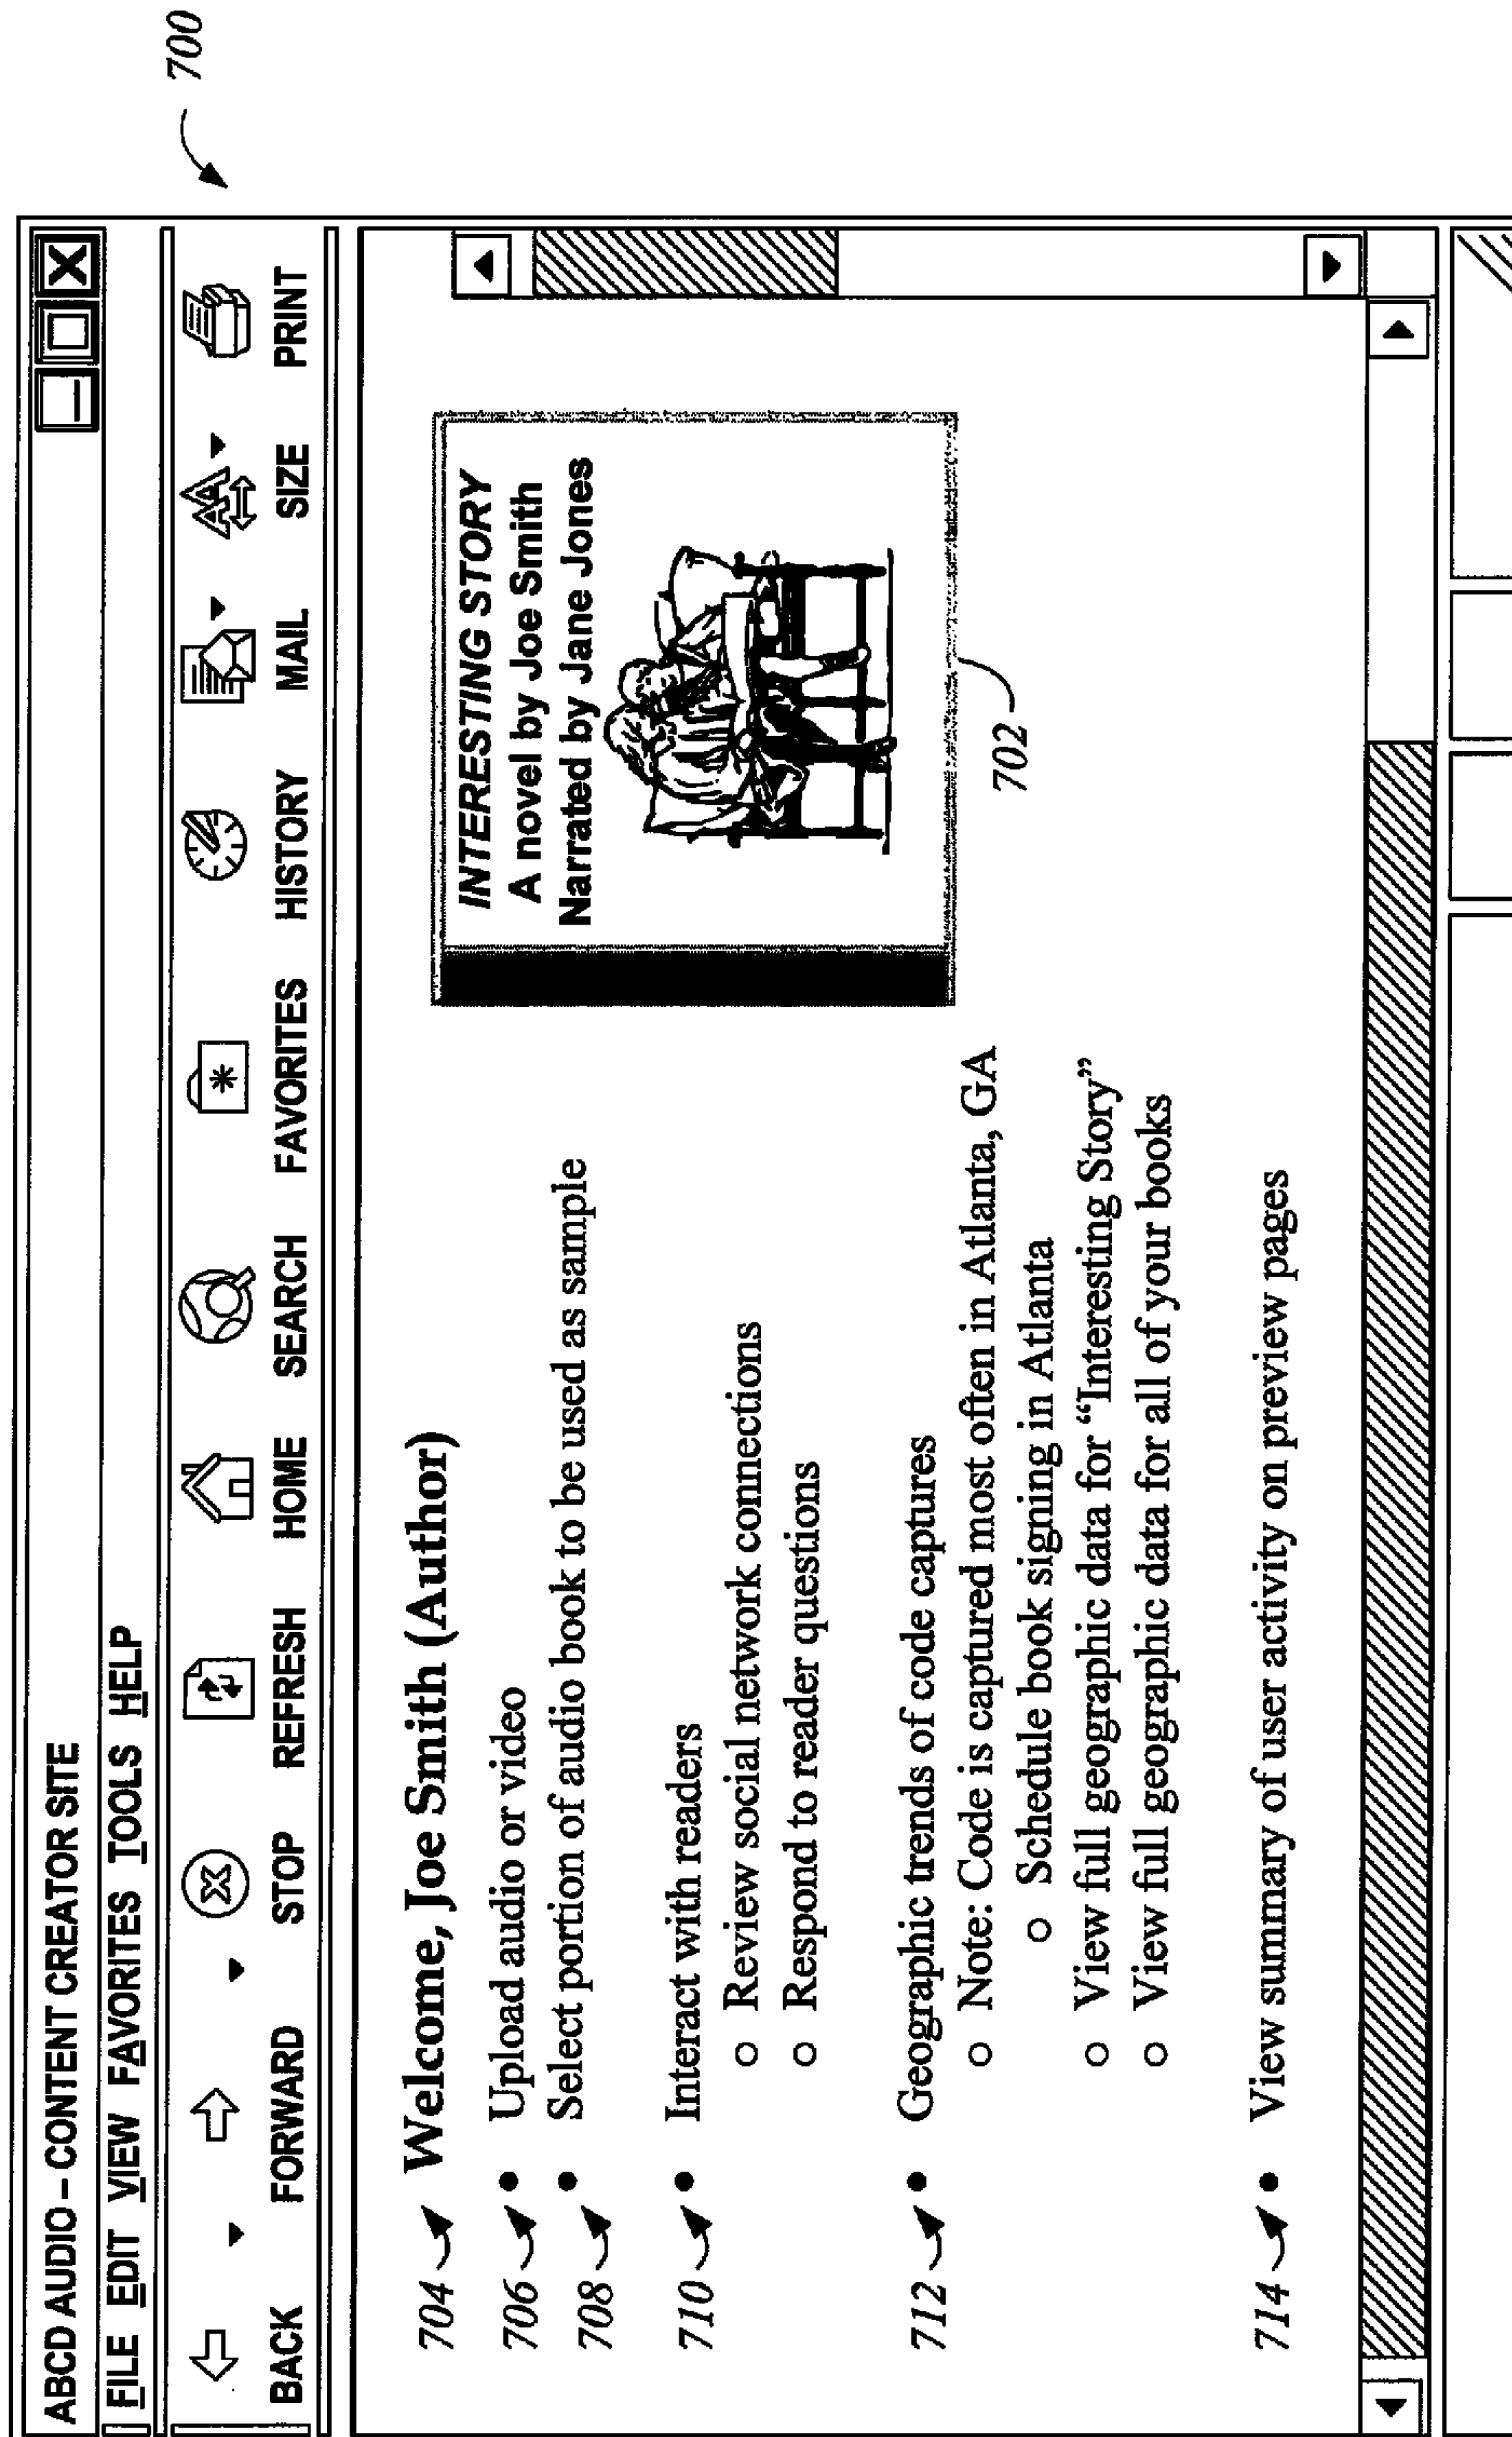 700
ABCD AUDIO – CONTENT CREATOR SITE
FILE EDIT VIEW FAVORITES TOOLS HELP
BACK FORWARD STOP REFRESH HOME SEARCH FAVORITES HISTORY MAIL SIZE PRINT
704 Welcome, Joe Smith (Author)
706 • Upload audio or video
708 • Select portion of audio book to be used as sample
710 • Interact with readers
○ Review social network connections
○ Respond to reader questions
712 • Geographic trends of code captures
○ Note: Code is captured most often in Atlanta, GA
○ Schedule book signing in Atlanta
○ View full geographic data for “Interesting Story”
○ View full geographic data for all of your books
714 • View summary of user activity on preview pages
INTERESTING STORY
A novel by Joe Smith
Narrated by Jane Jones
702